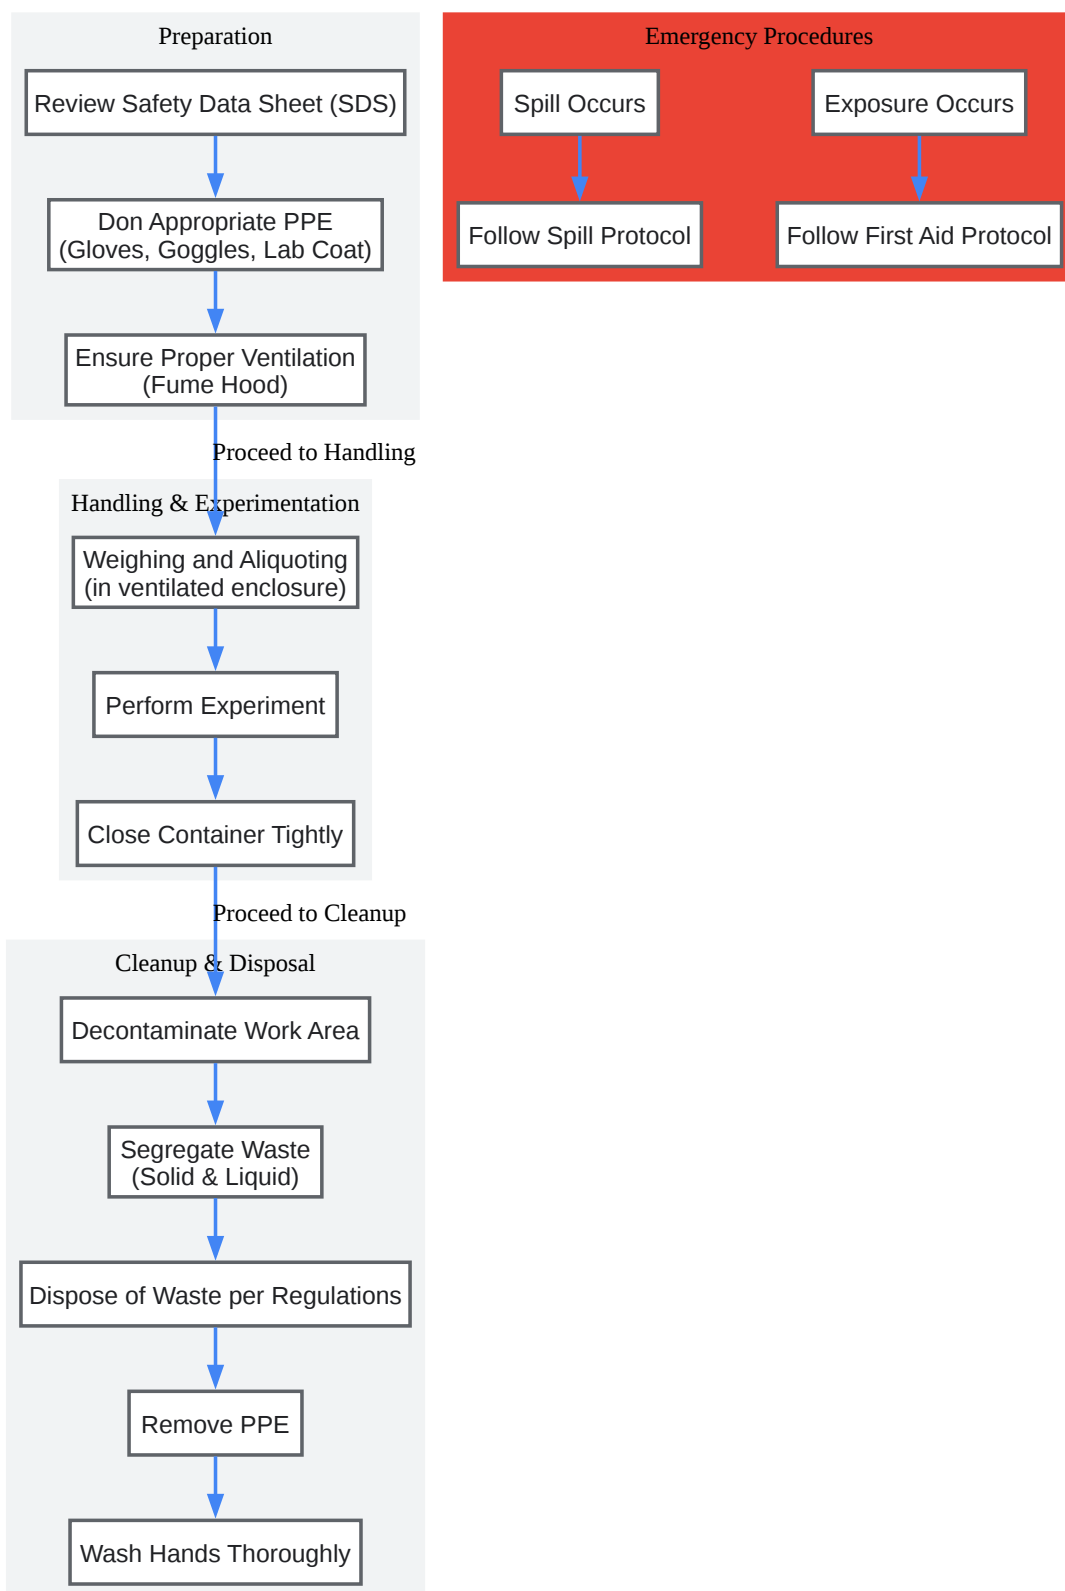 Preparation
Review Safety Data Sheet (SDS)
Don Appropriate PPE
(Gloves, Goggles, Lab Coat)
Ensure Proper Ventilation
(Fume Hood)
Proceed to Handling
Handling & Experimentation
Weighing and Aliquoting
(in ventilated enclosure)
Perform Experiment
Close Container Tightly
Proceed to Cleanup
Cleanup & Disposal
Decontaminate Work Area
Segregate Waste
(Solid & Liquid)
Dispose of Waste per Regulations
Remove PPE
Wash Hands Thoroughly
Emergency Procedures
Spill Occurs
Follow Spill Protocol
Exposure Occurs
Follow First Aid Protocol